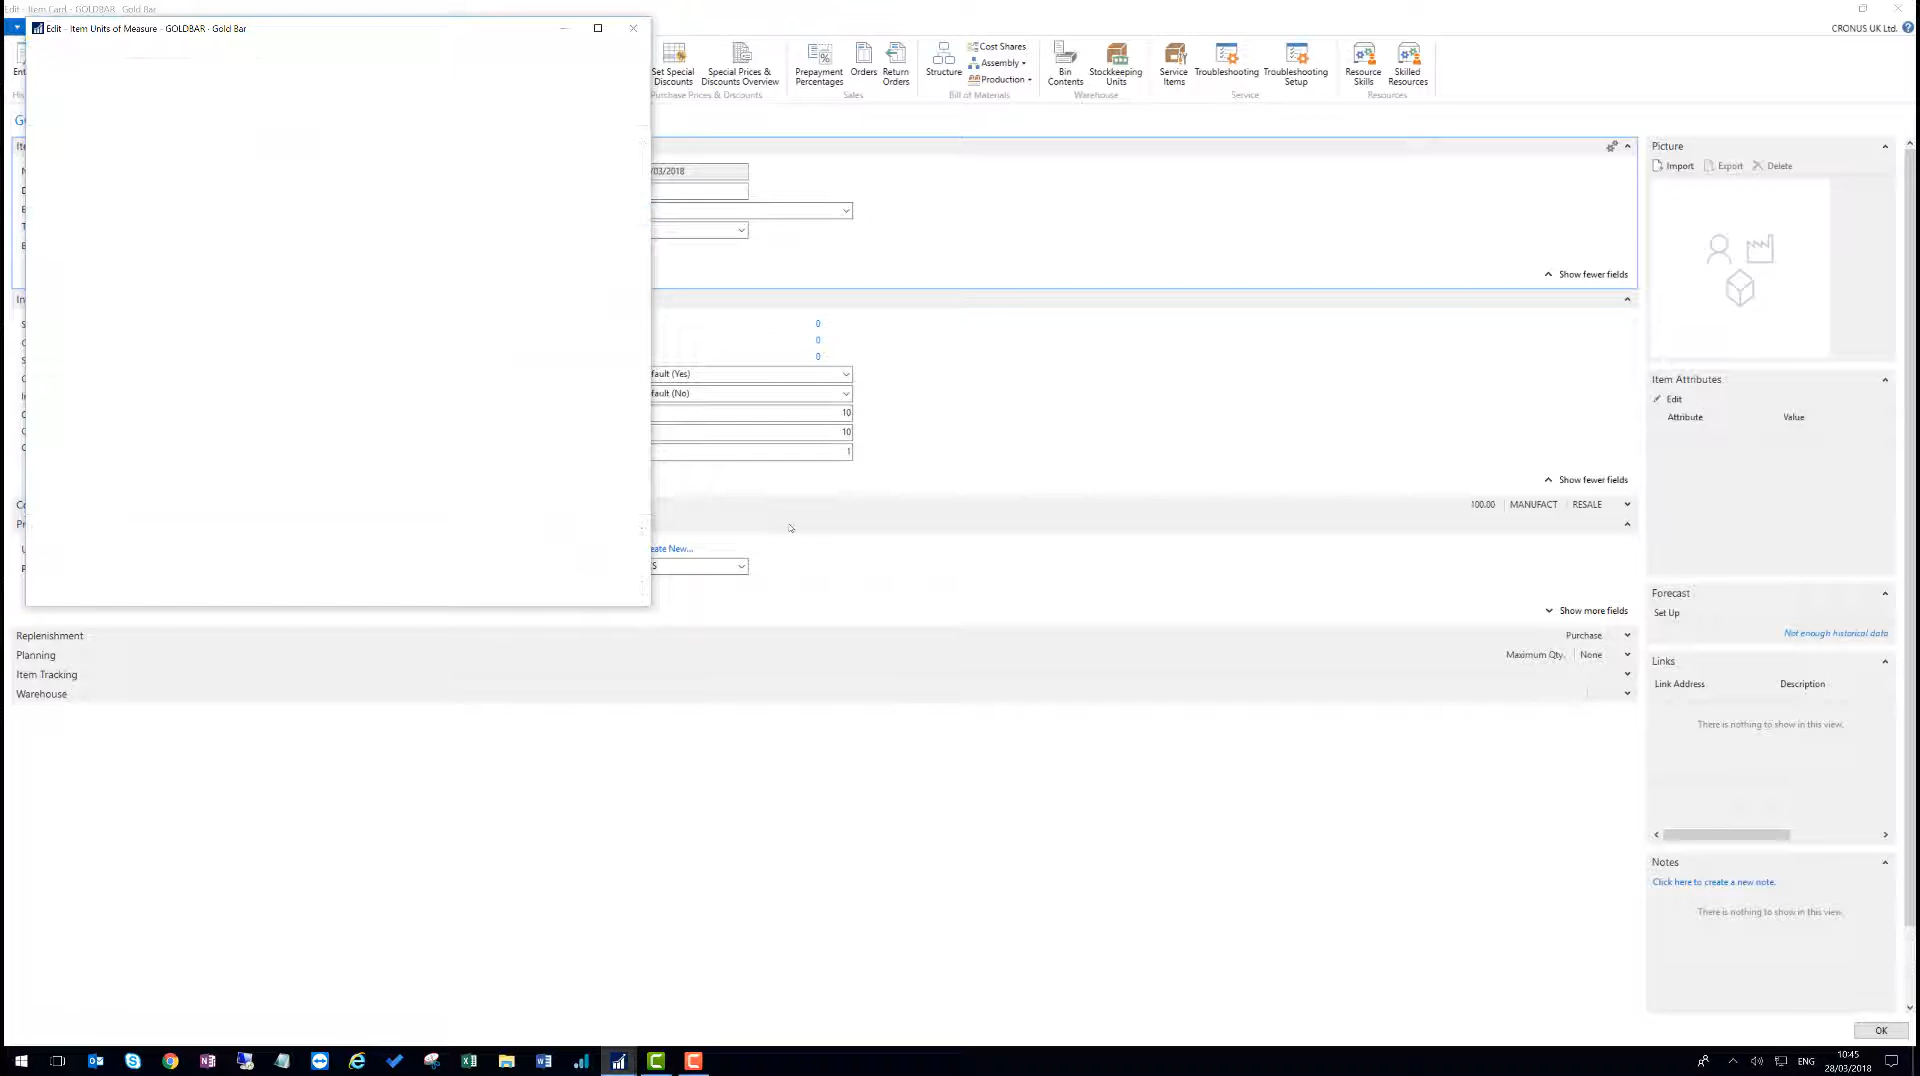 Edit - Item Card - GOLDBAR · Gold Bar
Edit - Item Units of Measure - GOLDBAR · Gold Bar
CRONUS UK Ltd.
Set Special Discounts
Special Prices & Discounts Overview
Purchase Prices & Discounts
Prepayment Percentages
Orders
Return Orders
Sales
Structure
Cost Shares
Assembly
Production
Bill of Materials
Bin Contents
Stockkeeping Units
Warehouse
Service Items
Troubleshooting
Troubleshooting Setup
Service
Resource Skills
Skilled Resources
Resources
/03/2018
Show fewer fields
0
0
0
fault (Yes)
fault (No)
10
10
1
Show fewer fields
100.00 MANUFACT RESALE
eate New...
S
Show more fields
Replenishment Purchase
Planning Maximum Qty. None
Item Tracking
Warehouse
Picture
Import Export Delete
Item Attributes
Edit
Attribute Value
Forecast
Set Up
Not enough historical data
Links
Link Address Description
There is nothing to show in this view.
Notes
Click here to create a new note.
There is nothing to show in this view.
OK
ENG
10:45
28/03/2018